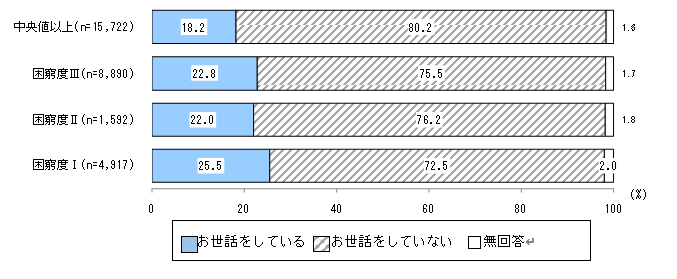 中央値以上(n=15,722) 18.2 80.2 1.6
困窮度Ⅲ(n=8,890) 22.8 75.5 1.7
困窮度Ⅱ(n=1,592) 22.0 76.2 1.8
困窮度Ⅰ(n=4,917) 25.5 72.5 2.0
(%)
0 20 40 60 80 100
お世話をしている お世話をしていない 無回答↵